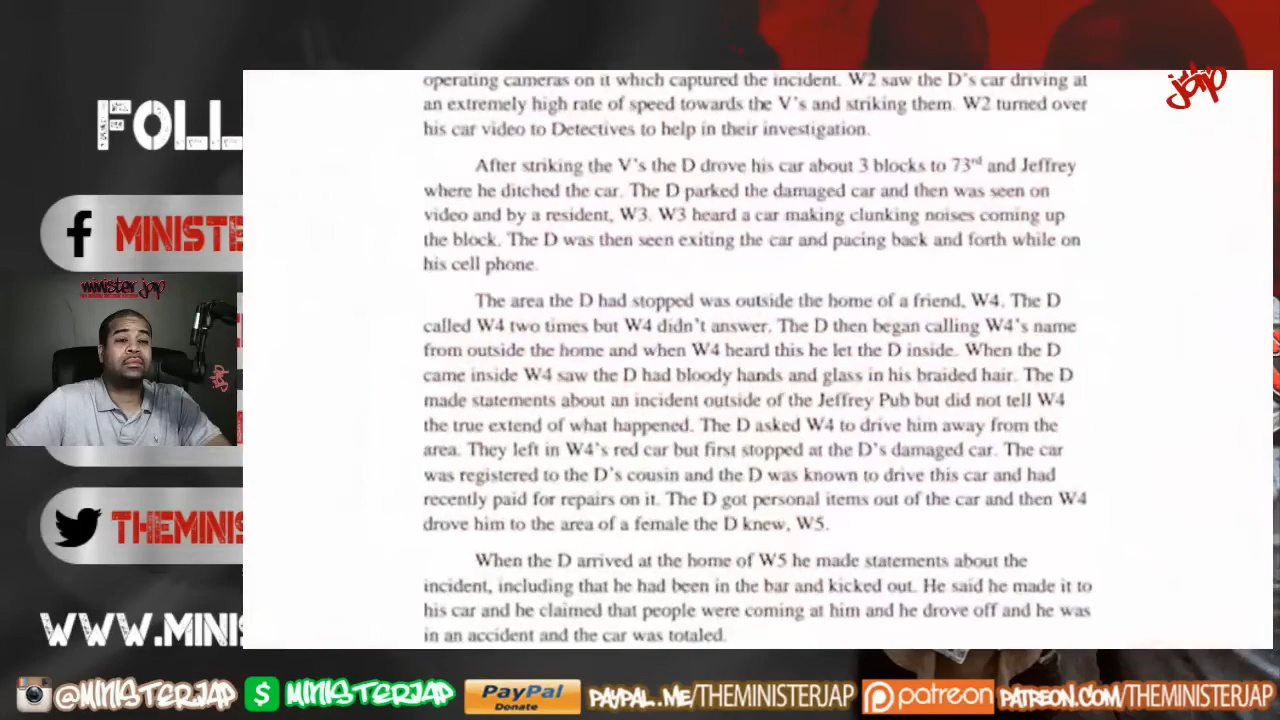 FOLL
MINISTE
minister jap
THEMINIS
WWW.MINIS
jap
operating cameras on it which captured the incident. W2 saw the D's car driving at
an extremely high rate of speed towards the V's and striking them. W2 turned over
his car video to Detectives to help in their investigation.
After striking the V's the D drove his car about 3 blocks to 73rd and Jeffrey
where he ditched the car. The D parked the damaged car and then was seen on
video and by a resident, W3. W3 heard a car making clunking noises coming up
the block. The D was then seen exiting the car and pacing back and forth while on
his cell phone.
The area the D had stopped was outside the home of a friend, W4. The D
called W4 two times but W4 didn't answer. The D then began calling W4's name
from outside the home and when W4 heard this he let the D inside. When the D
came inside W4 saw the D had bloody hands and glass in his braided hair. The D
made statements about an incident outside of the Jeffrey Pub but did not tell W4
the true extend of what happened. The D asked W4 to drive him away from the
area. They left in W4's red car but first stopped at the D's damaged car. The car
was registered to the D's cousin and the D was known to drive this car and had
recently paid for repairs on it. The D got personal items out of the car and then W4
drove him to the area of a female the D knew, W5.
When the D arrived at the home of W5 he made statements about the
incident, including that he had been in the bar and kicked out. He said he made it to
his car and he claimed that people were coming at him and he drove off and he was
in an accident and the car was totaled.
@MINISTERJAP
$ MINISTERJAP
PayPal
Donate
PAYPAL.ME/THEMINISTERJAP
patreon
PATREON.COM/THEMINISTERJAP